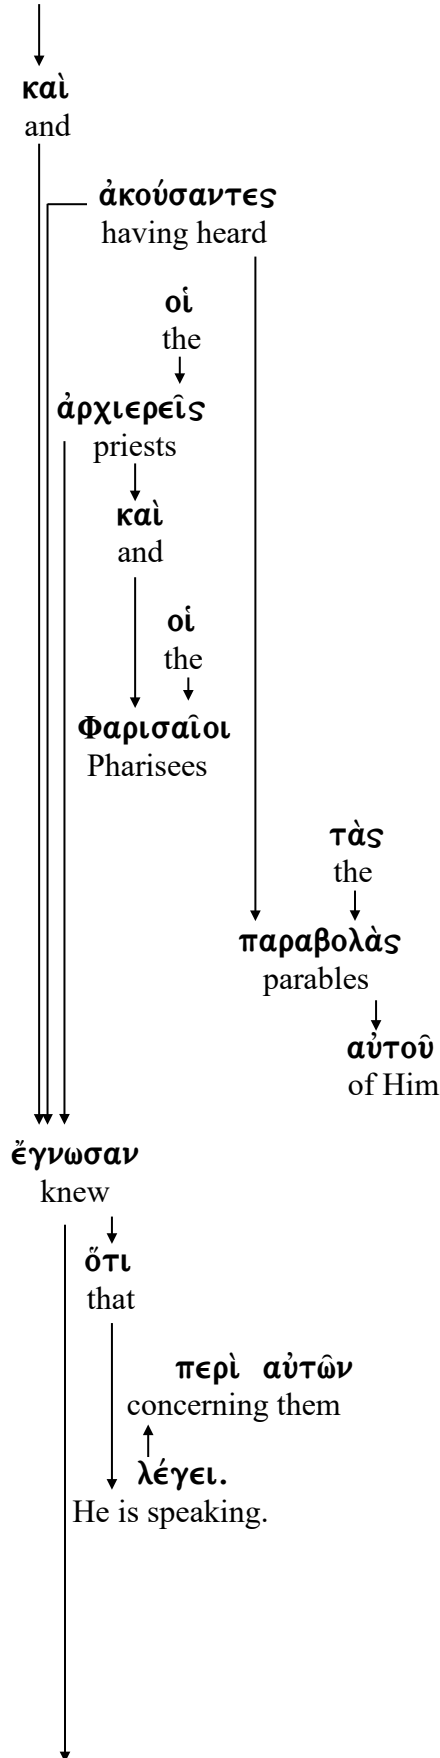 καὶ
and
ἀκούσαντες
having heard
οἱ
the
ἀρχιερεῖς
priests
καὶ
and
οἱ
the
Φαρισαῖοι
Pharisees
τὰς
the
παραβολὰς
parables
αὐτοῦ
of Him
ἔγνωσαν
knew
ὅτι
that
περὶ αὐτῶν
concerning them
λέγει.
He is speaking.